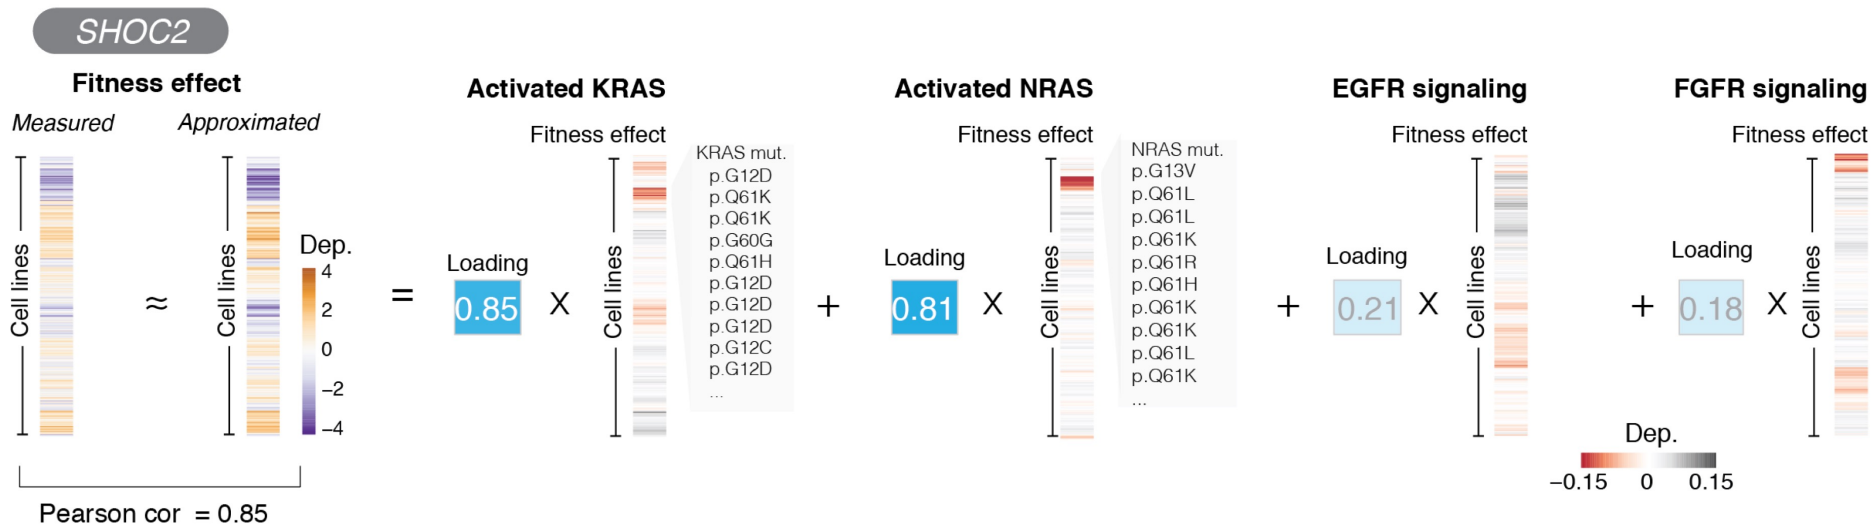 SHOC2
Fitness effect
Measured
Approximated
Cell lines
≈
Cell lines
Dep.
4
2
0
−2
−4
Pearson cor = 0.85
=
Activated KRAS
Fitness effect
Loading
0.85
X
Cell lines
KRAS mut.
p.G12D
p.Q61K
p.Q61K
p.G60G
p.Q61H
p.G12D
p.G12D
p.G12D
p.G12C
p.G12D
...
+
Activated NRAS
Fitness effect
Loading
0.81
X
Cell lines
NRAS mut.
p.G13V
p.Q61L
p.Q61L
p.Q61K
p.Q61R
p.Q61H
p.Q61K
p.Q61K
p.Q61L
p.Q61K
...
+
EGFR signaling
Fitness effect
Loading
0.21
X
Cell lines
+
FGFR signaling
Fitness effect
Loading
0.18
X
Cell lines
Dep.
−0.15 0 0.15